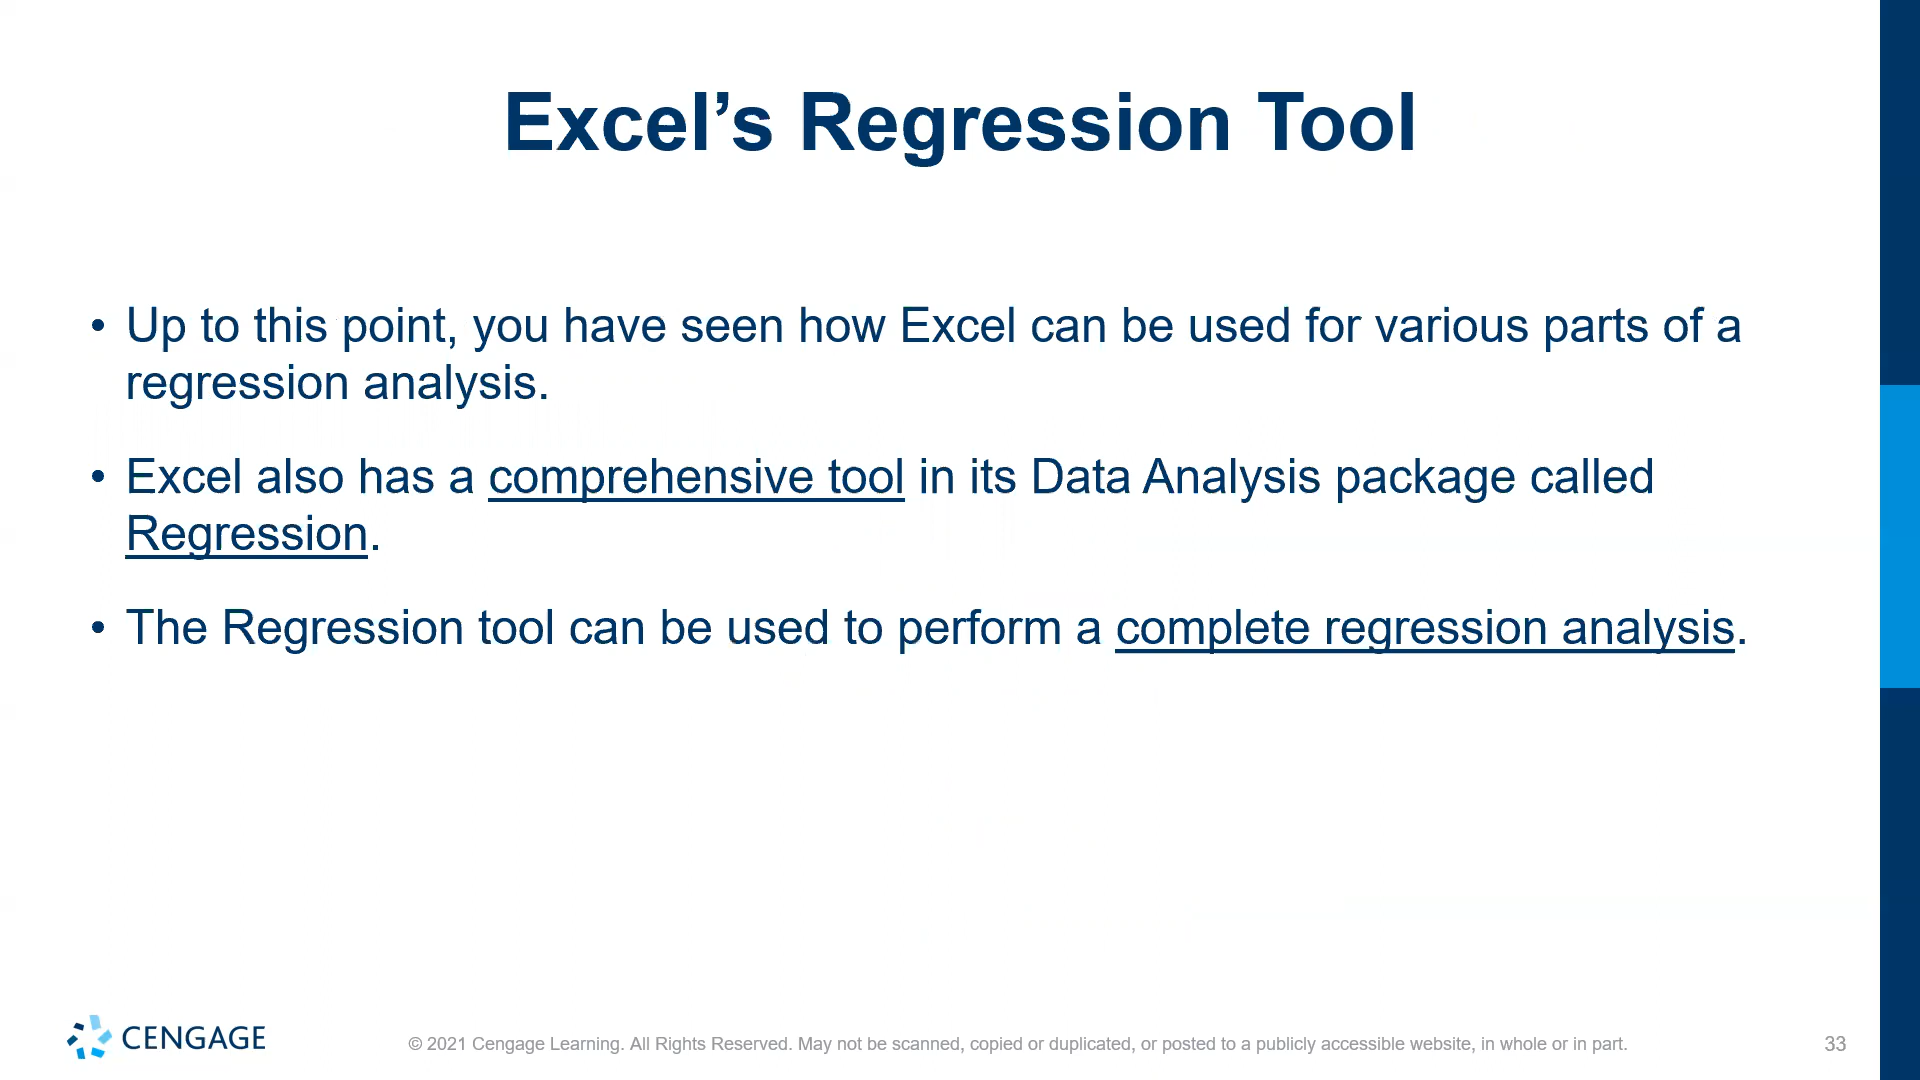 Excel’s Regression Tool
• Up to this point, you have seen how Excel can be used for various parts of a
regression analysis.
• Excel also has a comprehensive tool in its Data Analysis package called
Regression.
• The Regression tool can be used to perform a complete regression analysis.
CENGAGE
© 2021 Cengage Learning. All Rights Reserved. May not be scanned, copied or duplicated, or posted to a publicly accessible website, in whole or in part.
33